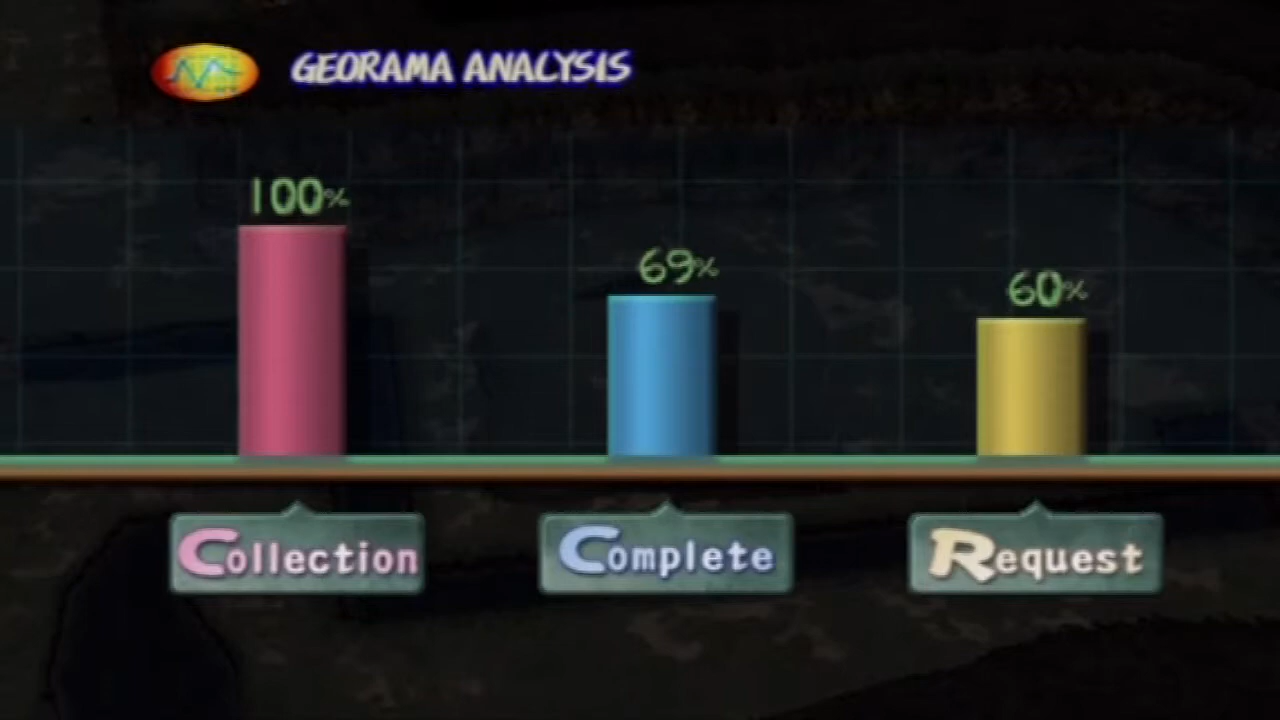 GEORAMA ANALYSIS
100%
69%
60%
Collection
Complete
Request